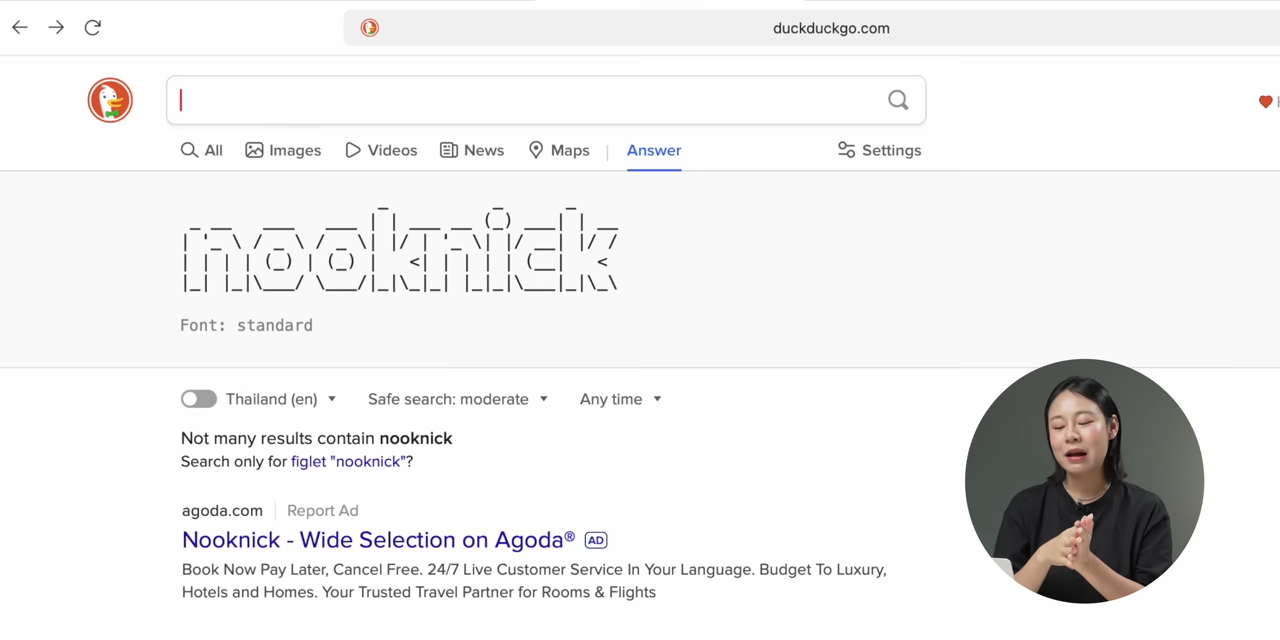 duckduckgo.com
All Images Videos News Maps Answer Settings
nooknick
Font: standard
Thailand (en) Safe search: moderate Any time
Not many results contain nooknick
Search only for figlet "nooknick"?
agoda.com Report Ad
Nooknick - Wide Selection on Agoda® AD
Book Now Pay Later, Cancel Free. 24/7 Live Customer Service In Your Language. Budget To Luxury,
Hotels and Homes. Your Trusted Travel Partner for Rooms & Flights